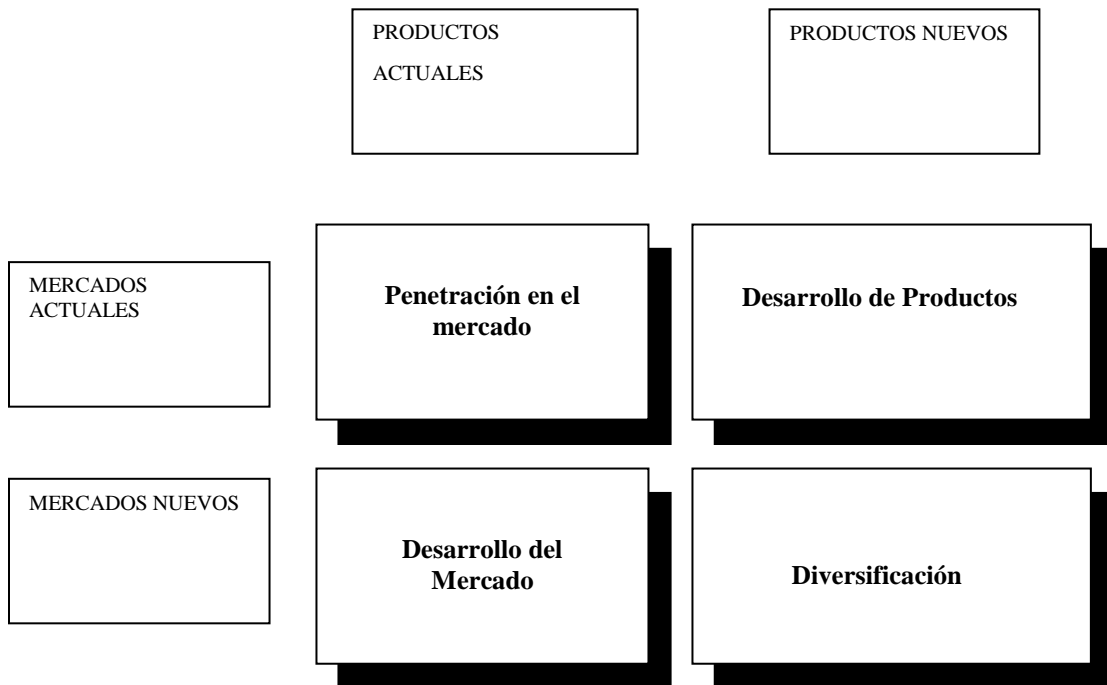 PRODUCTOS
ACTUALES
PRODUCTOS NUEVOS
MERCADOS
ACTUALES
Penetración en el
mercado
Desarrollo de Productos
MERCADOS NUEVOS
Desarrollo del
Mercado
Diversificación